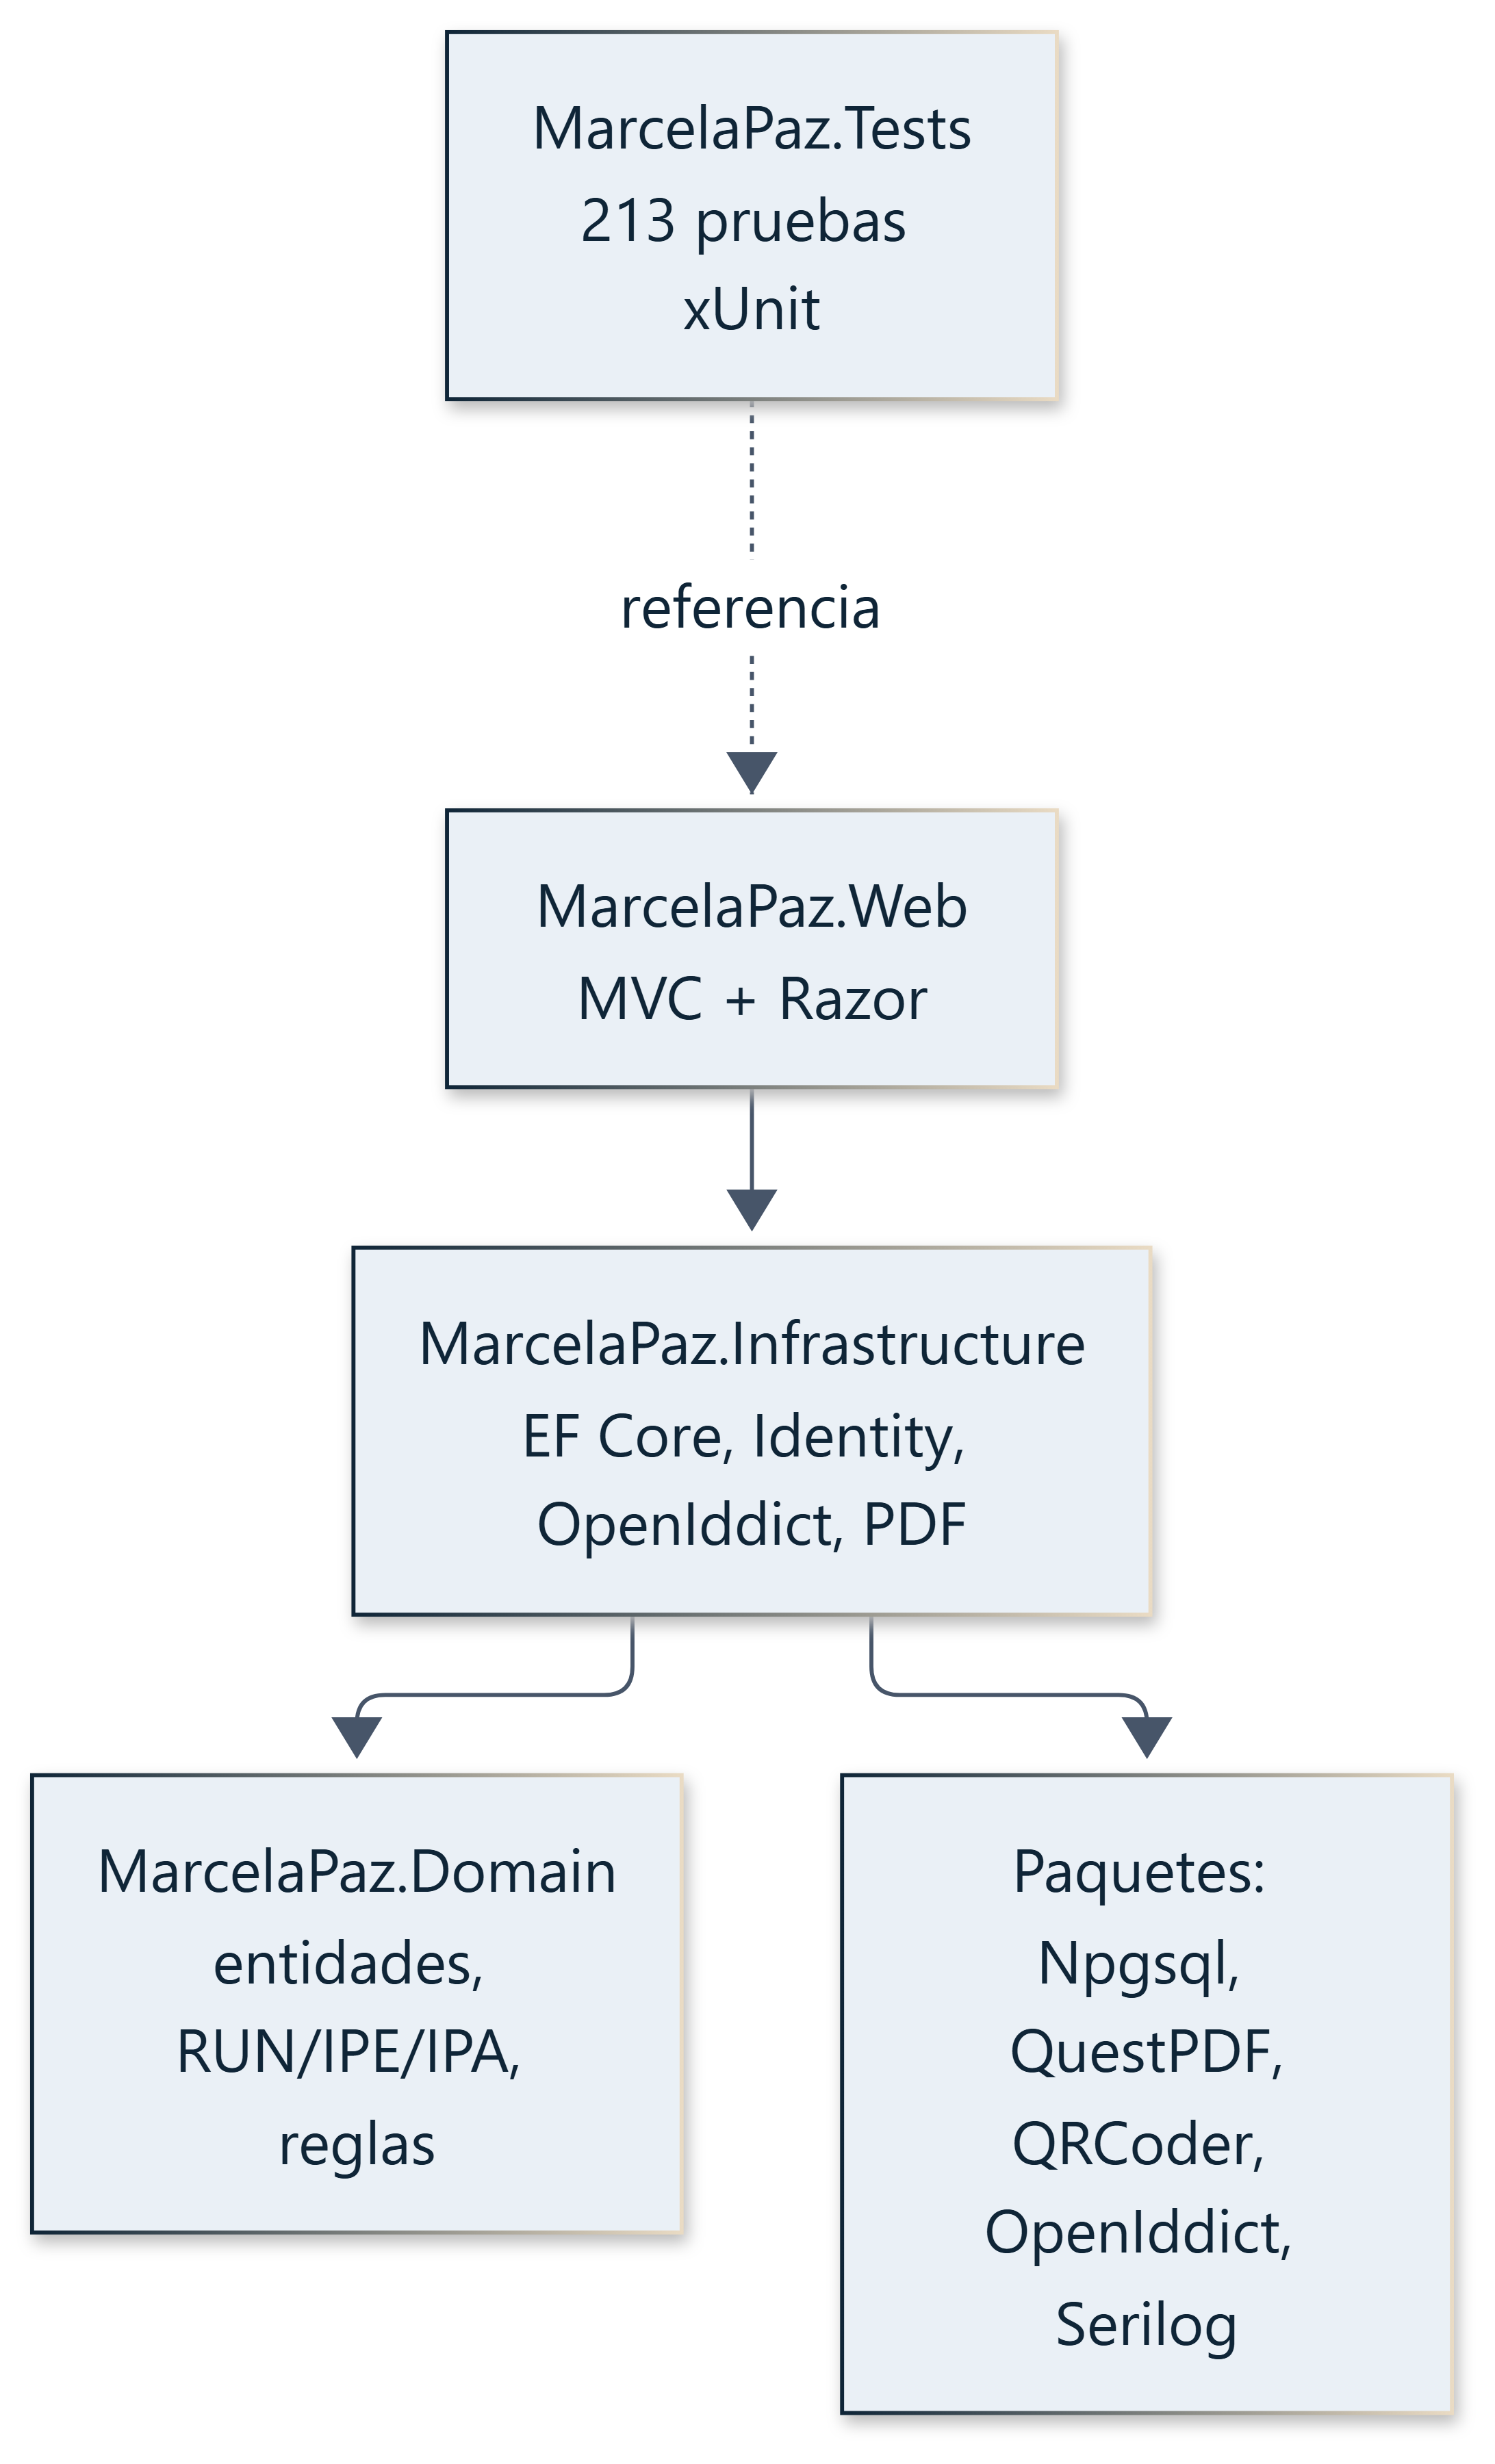 MarcelaPaz.Tests
213 pruebas
xUnit
referencia
MarcelaPaz.Web
MVC + Razor
MarcelaPaz.Infrastructure
EF Core, Identity,
OpenIddict, PDF
MarcelaPaz.Domain
entidades,
RUN/IPE/IPA,
reglas
Paquetes:
Npgsql,
QuestPDF,
QRCoder,
OpenIddict,
Serilog